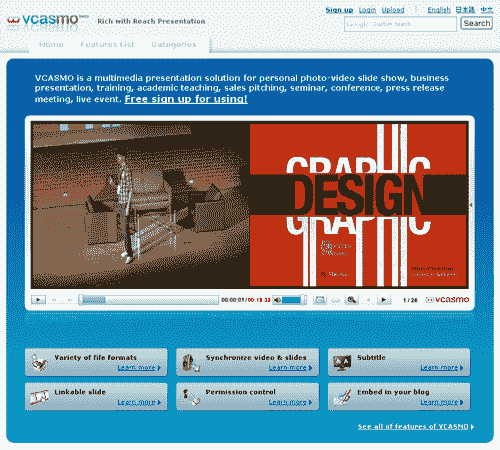 vcasmo beta Rich with Reach Presentation
Sign up Login Upload English 日本語 中文
Google Custom Search Search
Home Features List Categories
VCASMO is a multimedia presentation solution for personal photo-video slide show, business
presentation, training, academic teaching, sales pitching, seminar, conference, press release
meeting, live event. Free sign up for using!
GRAPHIC
DESIGN
GRAPHIC
00:00:01/00:18:32 1 / 26 vcasmo
Variety of file formats
Learn more
Synchronize video & slides
Learn more
Subtitle
Learn more
Linkable slide
Learn more
Permission control
Learn more
Embed in your blog
Learn more
See all of features of VCASMO